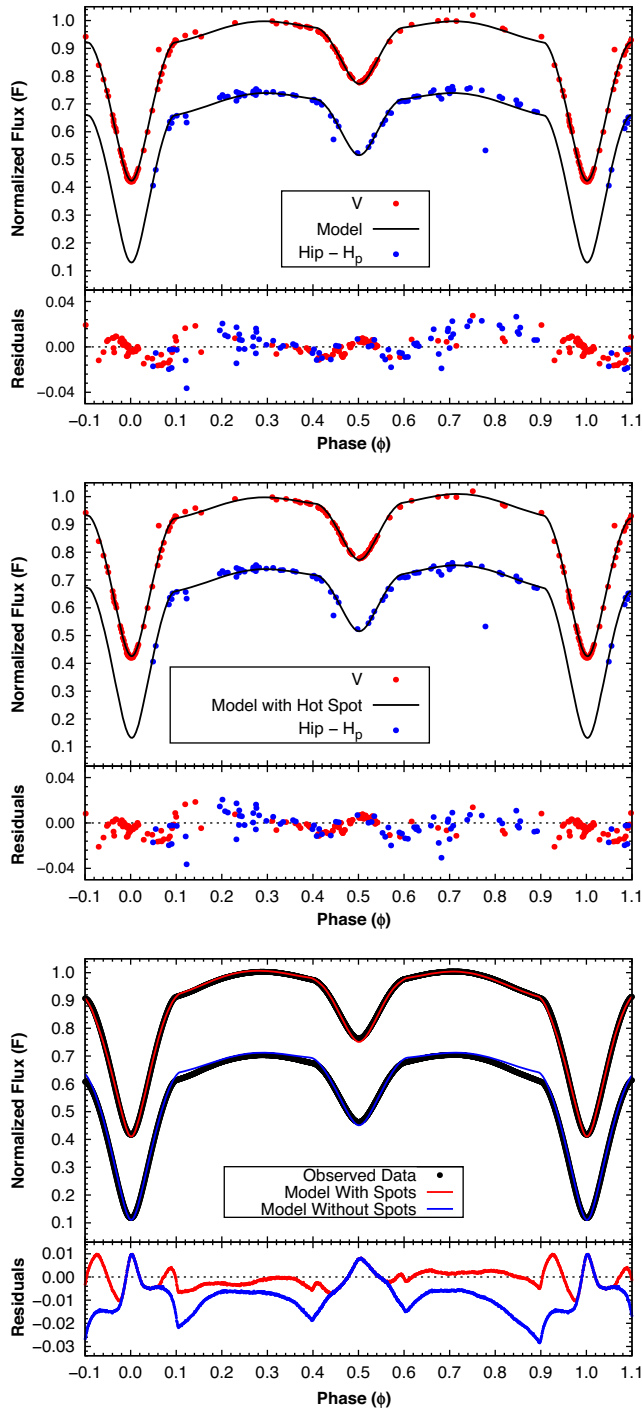 Normalized Flux (F)
1.0
0.9
0.8
0.7
0.6
0.5
0.4
0.3
0.2
0.1
V
Model
Hip – Hp
Residuals
0.04
0.00
−0.04
−0.1 0.0 0.1 0.2 0.3 0.4 0.5 0.6 0.7 0.8 0.9 1.0 1.1
Phase (ϕ)
Normalized Flux (F)
1.0
0.9
0.8
0.7
0.6
0.5
0.4
0.3
0.2
0.1
V
Model with Hot Spot
Hip – Hp
Residuals
0.04
0.00
−0.04
−0.1 0.0 0.1 0.2 0.3 0.4 0.5 0.6 0.7 0.8 0.9 1.0 1.1
Phase (ϕ)
Normalized Flux (F)
1.0
0.9
0.8
0.7
0.6
0.5
0.4
0.3
0.2
0.1
Observed Data
Model With Spots
Model Without Spots
Residuals
0.01
0.00
−0.01
−0.02
−0.03
−0.1 0.0 0.1 0.2 0.3 0.4 0.5 0.6 0.7 0.8 0.9 1.0 1.1
Phase (ϕ)